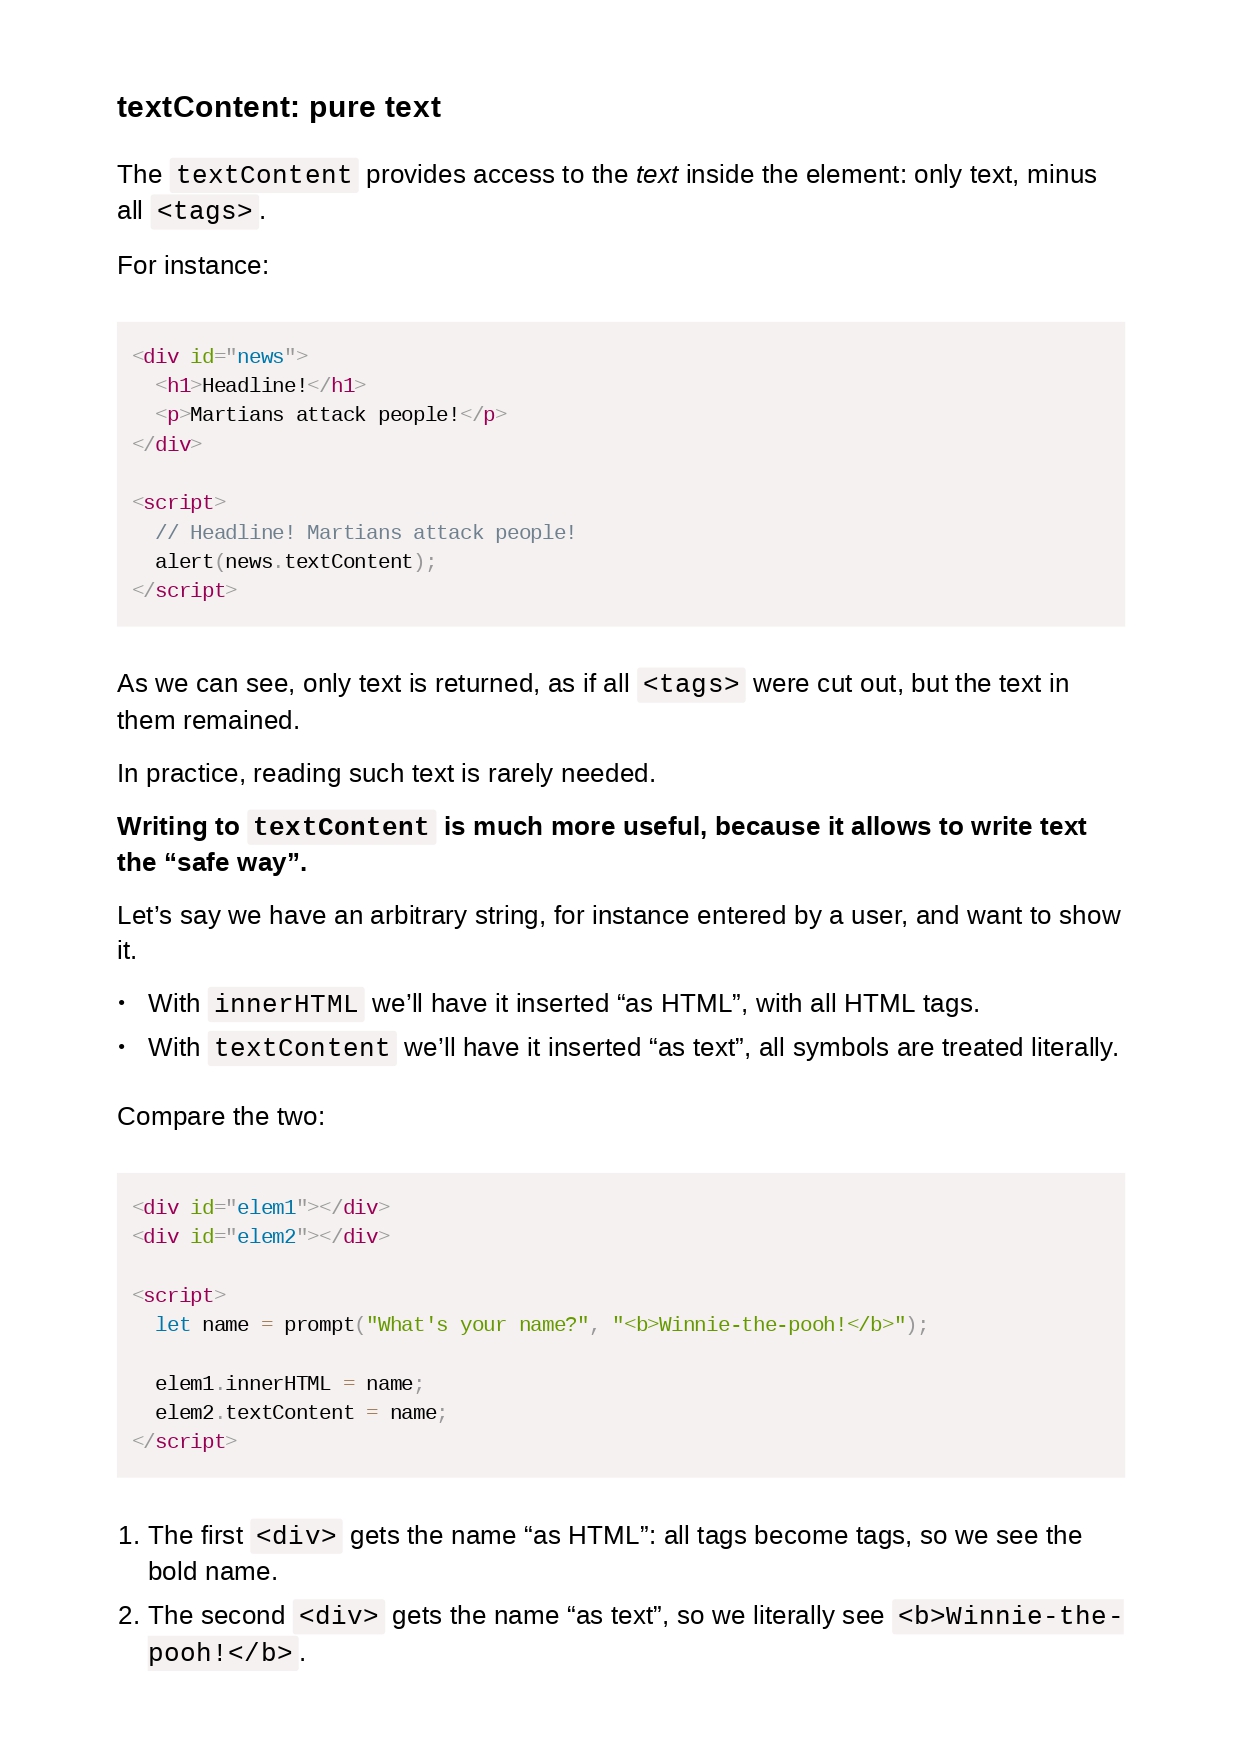 textContent: pure text
The textContent provides access to the text inside the element: only text, minus
all <tags>.
For instance:
<div id="news">
  <h1>Headline!</h1>
  <p>Martians attack people!</p>
</div>

<script>
  // Headline! Martians attack people!
  alert(news.textContent);
</script>
As we can see, only text is returned, as if all <tags> were cut out, but the text in
them remained.
In practice, reading such text is rarely needed.
Writing to textContent is much more useful, because it allows to write text
the “safe way”.
Let’s say we have an arbitrary string, for instance entered by a user, and want to show
it.
• With innerHTML we’ll have it inserted “as HTML”, with all HTML tags.
• With textContent we’ll have it inserted “as text”, all symbols are treated literally.
Compare the two:
<div id="elem1"></div>
<div id="elem2"></div>

<script>
  let name = prompt("What's your name?", "<b>Winnie-the-pooh!</b>");

  elem1.innerHTML = name;
  elem2.textContent = name;
</script>
1. The first <div> gets the name “as HTML”: all tags become tags, so we see the
bold name.
2. The second <div> gets the name “as text”, so we literally see <b>Winnie-the-
pooh!</b>.